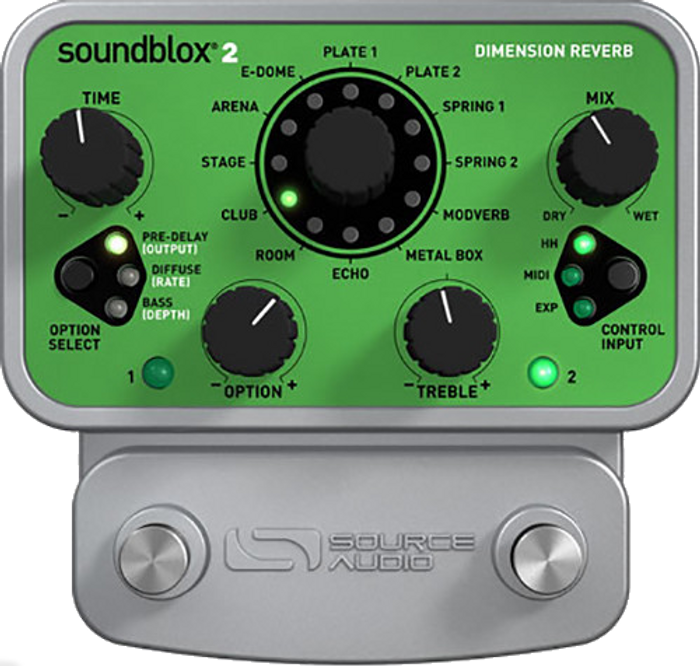 soundblox® 2
DIMENSION REVERB
PLATE 1
E-DOME
PLATE 2
TIME
ARENA
SPRING 1
MIX
STAGE
SPRING 2
- +
CLUB
MODVERB
DRY WET
PRE-DELAY
(OUTPUT)
DIFFUSE
(RATE)
BASS
(DEPTH)
OPTION
SELECT
ROOM
METAL BOX
ECHO
HH
MIDI
EXP
CONTROL
INPUT
1
- OPTION +
- TREBLE +
2
SOURCE
AUDIO